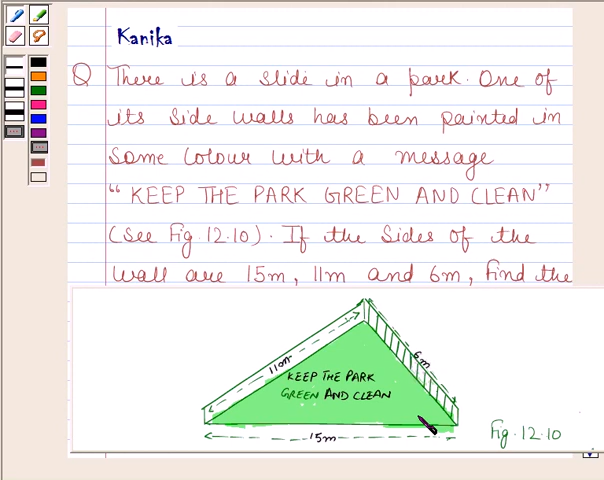 Kanika
Q There is a slide in a park. One of
its side walls has been painted in
some colour with a message
"KEEP THE PARK GREEN AND CLEAN"
(See Fig. 12.10). If the sides of the
wall are 15m, 11m and 6m, find the
11m
6m
KEEP THE PARK
GREEN AND CLEAN
15m
Fig. 12.10